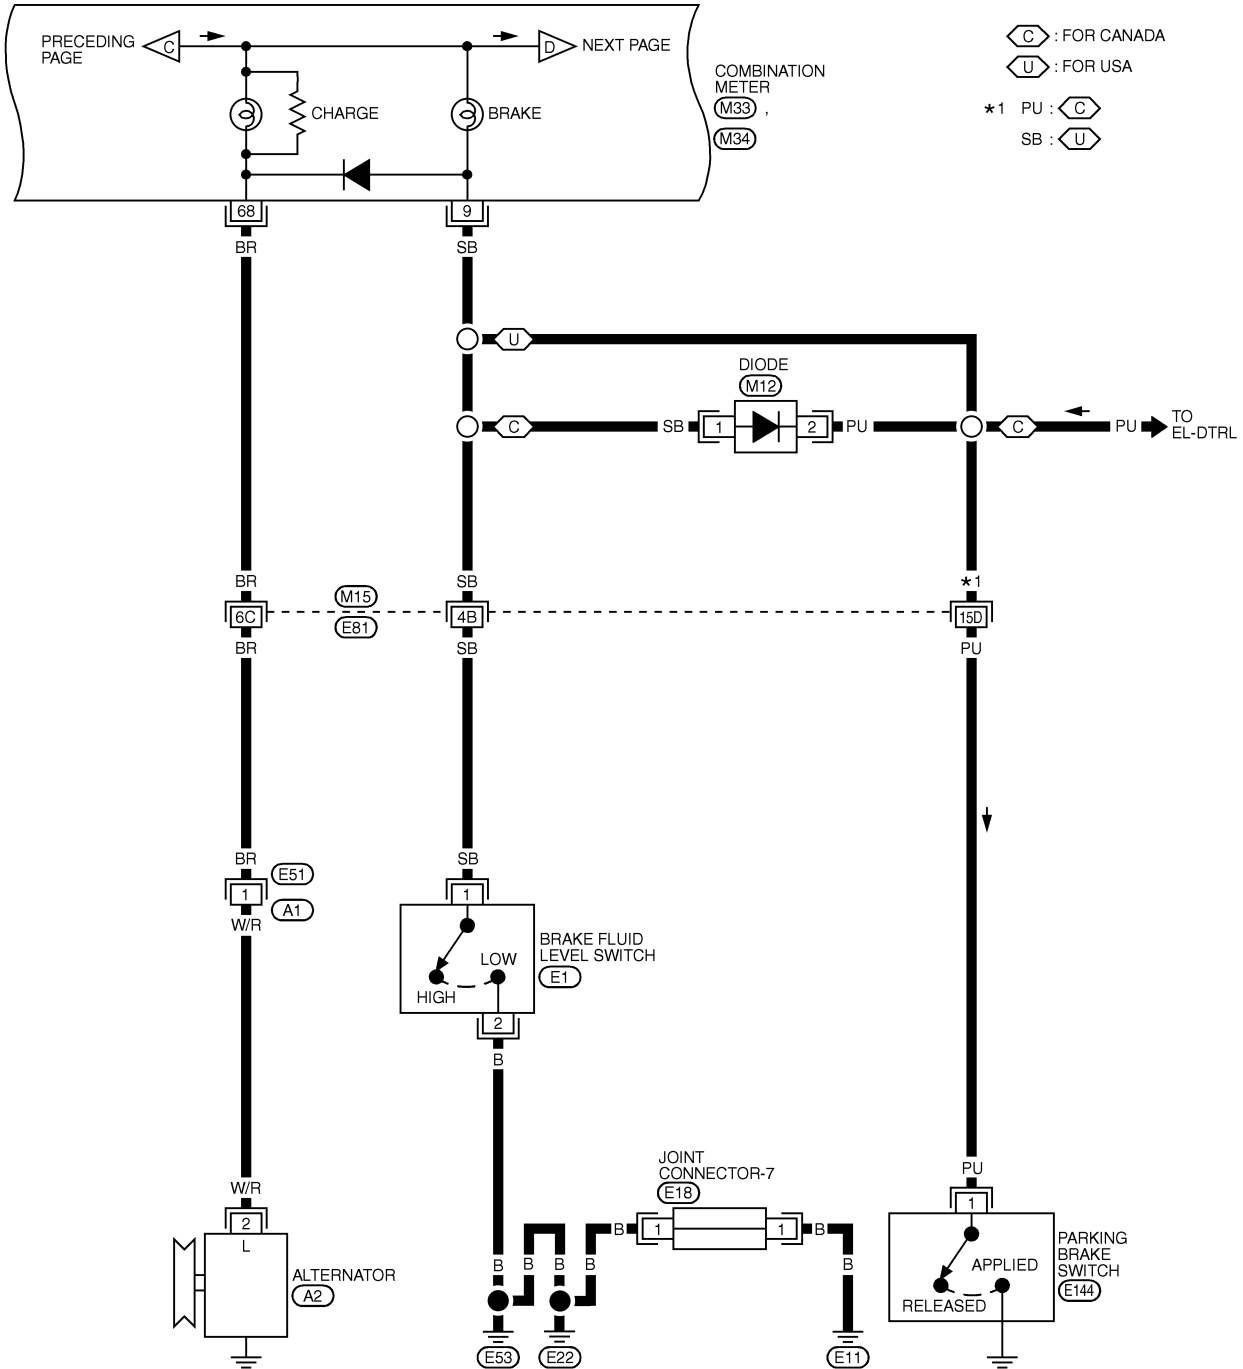 PRECEDING
PAGE
C
D
NEXT PAGE
C : FOR CANADA
U : FOR USA
*1 PU : C
SB : U
COMBINATION
METER
M33 ,
M34
CHARGE
BRAKE
68
9
BR
SB
U
DIODE
M12
C
SB
1
2
PU
C
PU
TO
EL-DTRL
BR
SB
*1
M15
6C
4B
15D
E81
BR
SB
PU
BR
SB
E51
1
1
A1
W/R
BRAKE FLUID
LEVEL SWITCH
E1
LOW
HIGH
2
B
JOINT
CONNECTOR-7
E18
PU
W/R
1
2
L
B
1
1
B
PARKING
BRAKE
SWITCH
E144
APPLIED
RELEASED
B
B
B
B
B
ALTERNATOR
A2
E53
E22
E11